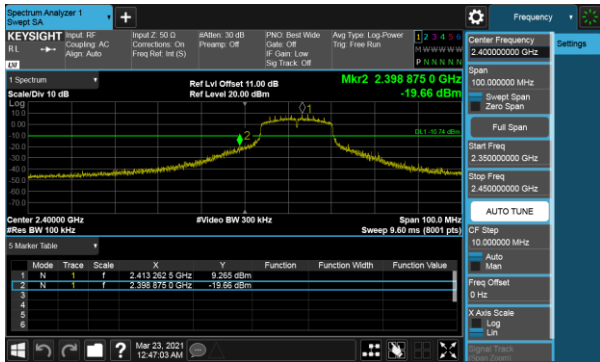 Spectrum Analyzer 1
Swept SA
+
Frequency
KEYSIGHT
RL
LXI
Input: RF
Coupling: AC
Align: Auto
Input Z: 50 Ω
Corrections: On
Freq Ref: Int (S)
#Atten: 30 dB
Preamp: Off
PNO: Best Wide
Gate: Off
IF Gain: Low
Sig Track: Off
Avg Type: Log-Power
Trig: Free Run
1 2 3 4 5 6
M W W W W W
P N N N N N
1 Spectrum
Scale/Div 10 dB
Ref Lvl Offset 11.00 dB
Ref Level 20.00 dBm
Mkr2 2.398 875 0 GHz
-19.66 dBm
Log
10.0
0.00
-10.0
-20.0
-30.0
-40.0
-50.0
-60.0
-70.0
1
2
DL1 -10.74 dBm
Center 2.40000 GHz
#Res BW 100 kHz
#Video BW 300 kHz
Span 100.0 MHz
Sweep 9.60 ms (8001 pts)
5 Marker Table
Mode Trace Scale X Y Function Function Width Function Value
1 N 1 f 2.413 262 5 GHz 9.265 dBm
2 N 1 f 2.398 875 0 GHz -19.66 dBm
3
4
5
6
Mar 23, 2021
12:47:03 AM
Center Frequency
2.400000000 GHz
Settings
Span
100.000000 MHz
Swept Span
Zero Span
Full Span
Start Freq
2.350000000 GHz
Stop Freq
2.450000000 GHz
AUTO TUNE
CF Step
10.000000 MHz
Auto
Man
Freq Offset
0 Hz
X Axis Scale
Log
Lin
Signal Track
(Span Zoom)